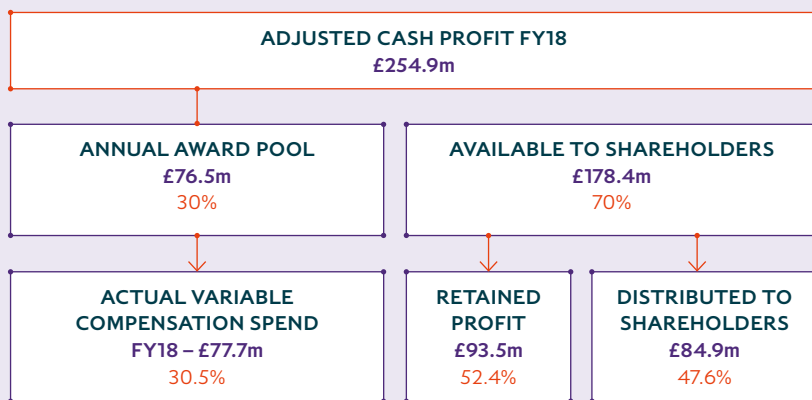 ADJUSTED CASH PROFIT FY18
£254.9m
ANNUAL AWARD POOL
£76.5m
30%
AVAILABLE TO SHAREHOLDERS
£178.4m
70%
ACTUAL VARIABLE
COMPENSATION SPEND
FY18 – £77.7m
30.5%
RETAINED
PROFIT
£93.5m
52.4%
DISTRIBUTED TO
SHAREHOLDERS
£84.9m
47.6%